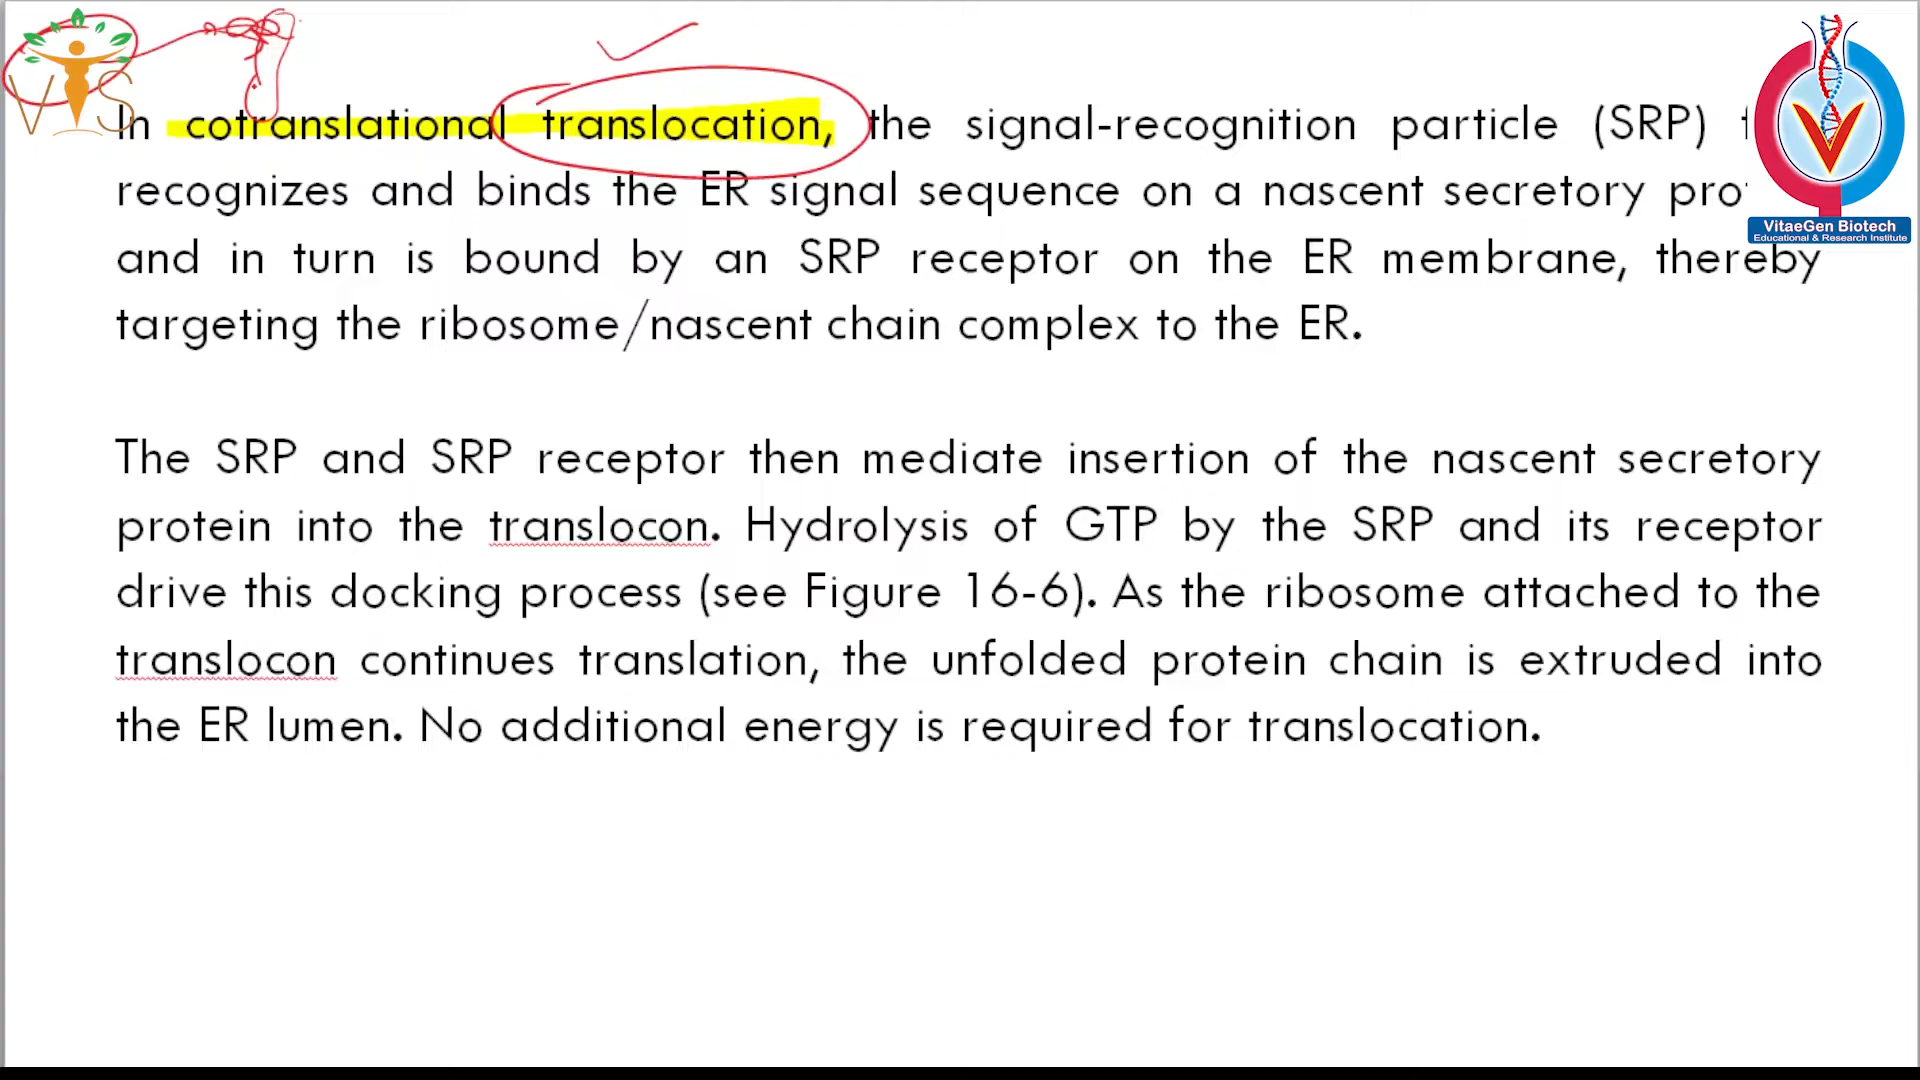 V S
In cotranslational translocation, the signal-recognition particle (SRP)
recognizes and binds the ER signal sequence on a nascent secretory
and in turn is bound by an SRP receptor on the ER membrane, thereby
targeting the ribosome/nascent chain complex to the ER.
The SRP and SRP receptor then mediate insertion of the nascent secretory
protein into the translocon. Hydrolysis of GTP by the SRP and its receptor
drive this docking process (see Figure 16-6). As the ribosome attached to the
translocon continues translation, the unfolded protein chain is extruded into
the ER lumen. No additional energy is required for translocation.
VitaeGen Biotech
Educational & Research Institute